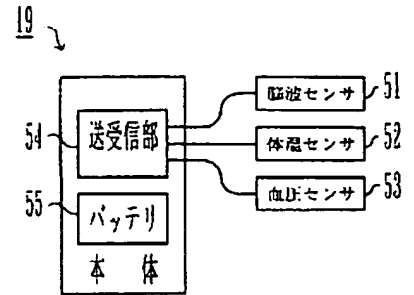 19
脳波センサ 51
54 送受信部
体温センサ 52
血圧センサ 53
55 バッテリ
本体